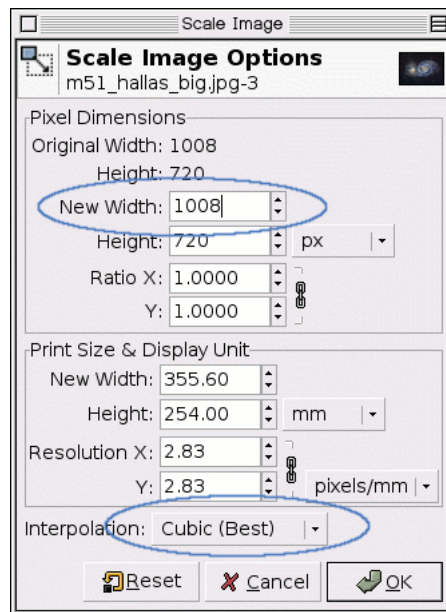 Scale Image
Scale Image Options
m51_hallas_big.jpg-3
Pixel Dimensions
Original Width: 1008
Height: 720
New Width: 1008
Height: 720 px
Ratio X: 1.0000
Y: 1.0000
Print Size & Display Unit
New Width: 355.60
Height: 254.00 mm
Resolution X: 2.83
Y: 2.83 pixels/mm
Interpolation: Cubic (Best)
Reset Cancel OK